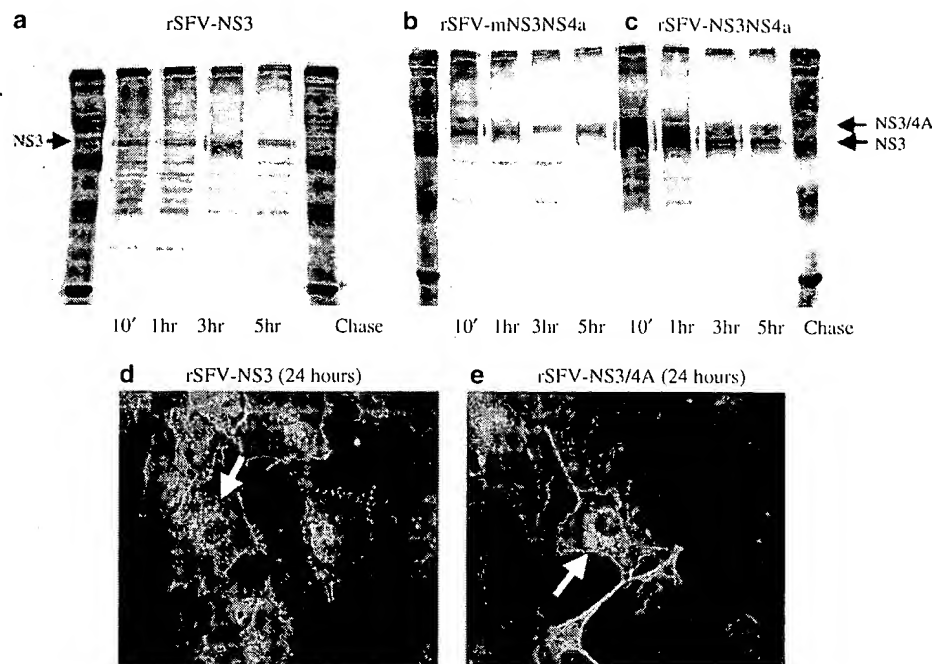 a
rSFV-NS3
b
rSFV-mNS3NS4a
c
rSFV-NS3NS4a
NS3
NS3/4A
NS3
10' 1hr 3hr 5hr Chase
10' 1hr 3hr 5hr 10' 1hr 3hr 5hr Chase
d
rSFV-NS3 (24 hours)
e
rSFV-NS3/4A (24 hours)